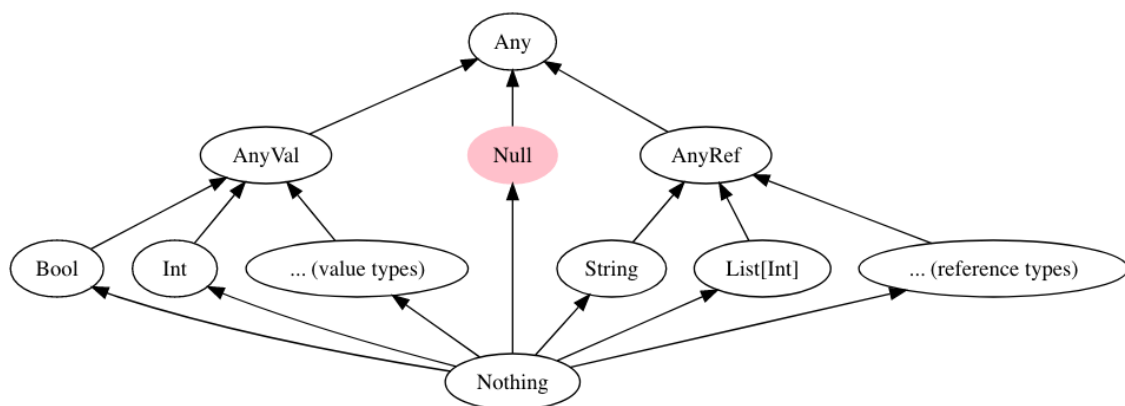 Any
AnyVal
Null
AnyRef
Bool
Int
... (value types)
String
List[Int]
... (reference types)
Nothing